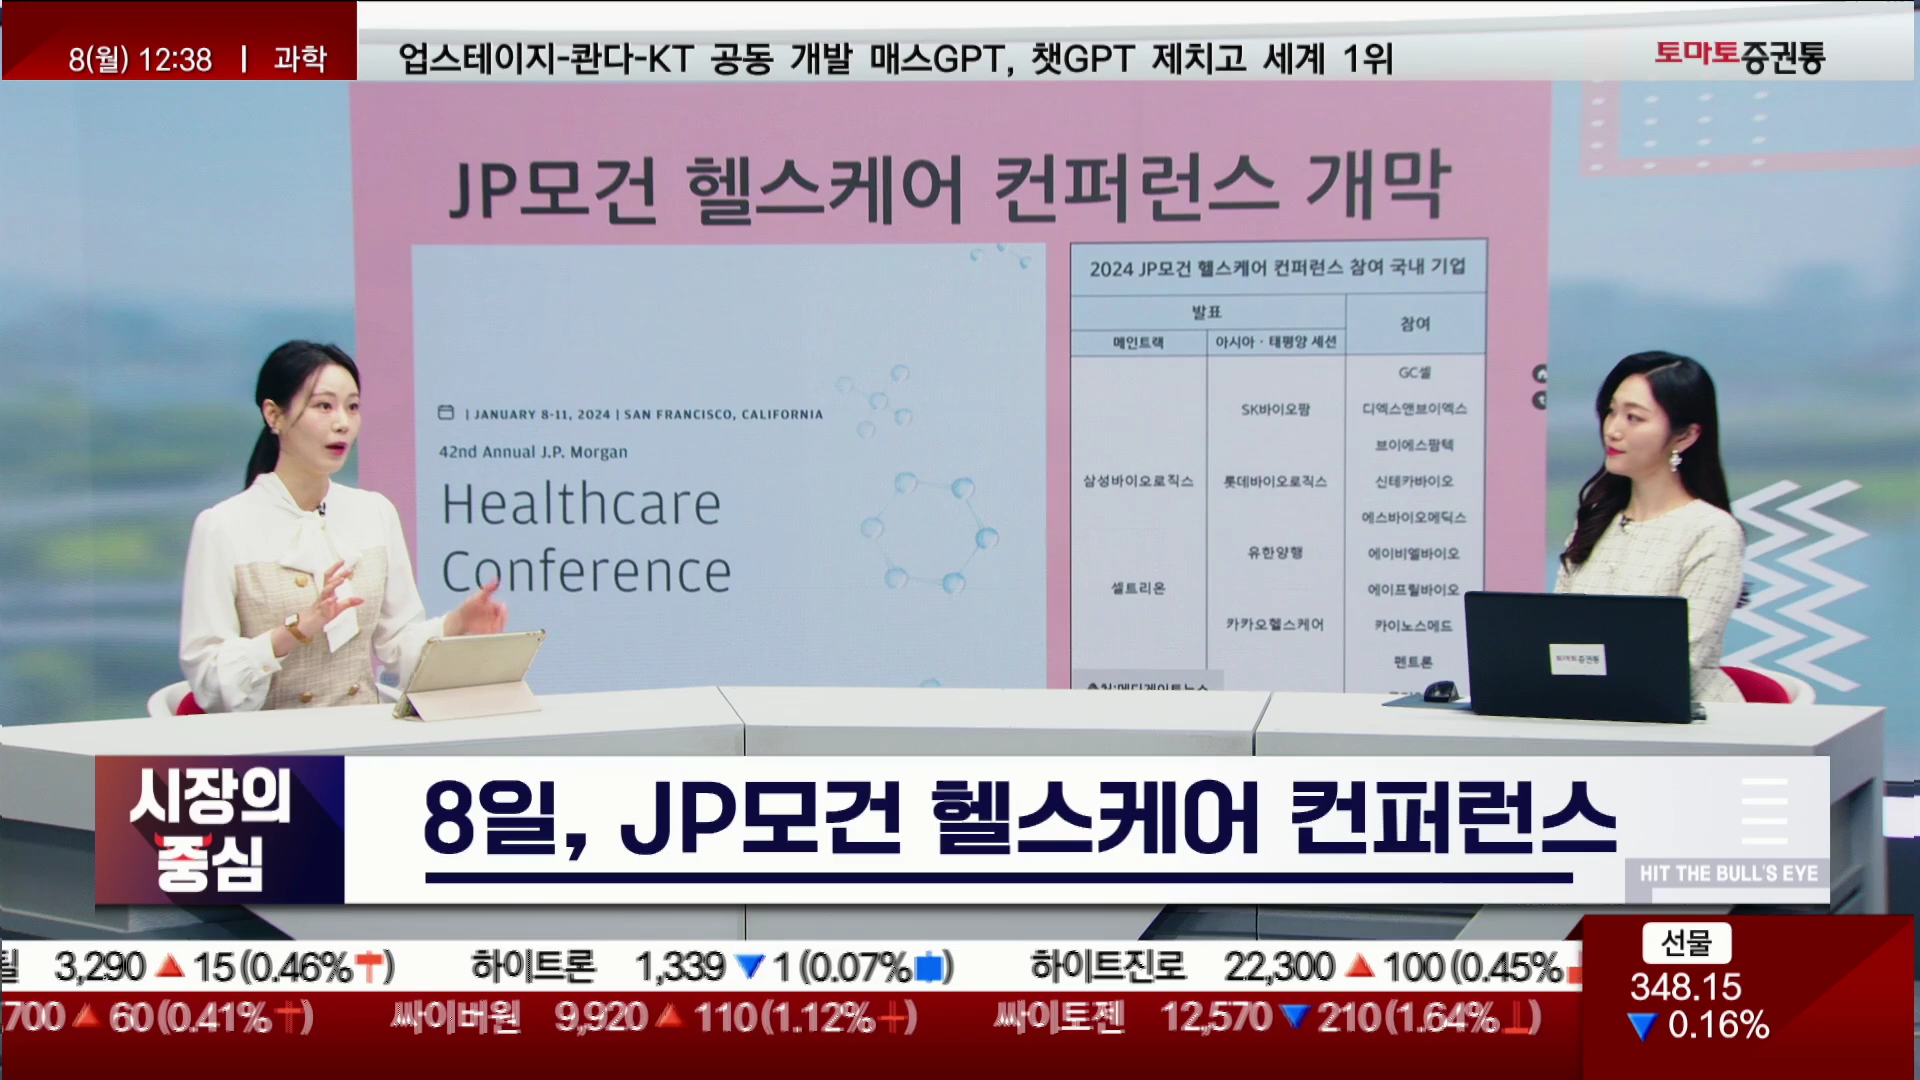 8(월) 12:38 | 과학
업스테이지-콴다-KT 공동 개발 매스GPT, 챗GPT 제치고 세계 1위
토마토증권통
JP모건 헬스케어 컨퍼런스 개막
| JANUARY 8-11, 2024 | SAN FRANCISCO, CALIFORNIA
42nd Annual J.P. Morgan
Healthcare
Conference
2024 JP모건 헬스케어 컨퍼런스 참여 국내 기업
발표
참여
메인트랙
아시아·태평양 세션
GC셀
SK바이오팜
디엑스앤브이엑스
브이에스팜텍
삼성바이오로직스
롯데바이오로직스
신테카바이오
에스바이오메딕스
유한양행
에이비엘바이오
셀트리온
에이프릴바이오
카카오헬스케어
카이노스메드
펜트론
토마토증권통
시장의
중심
8일, JP모건 헬스케어 컨퍼런스
HIT THE BULL'S EYE
3,290 ▲ 15 (0.46%↑) 하이트론 1,339 ▼ 1 (0.07%) 하이트진로 22,300 ▲ 100 (0.45%
700 ▲ 60 (0.41%) 싸이버원 9,920 ▲ 110 (1.12%) 싸이토젠 12,570 ▼ 210 (1.64%)
선물
348.15
▼ 0.16%